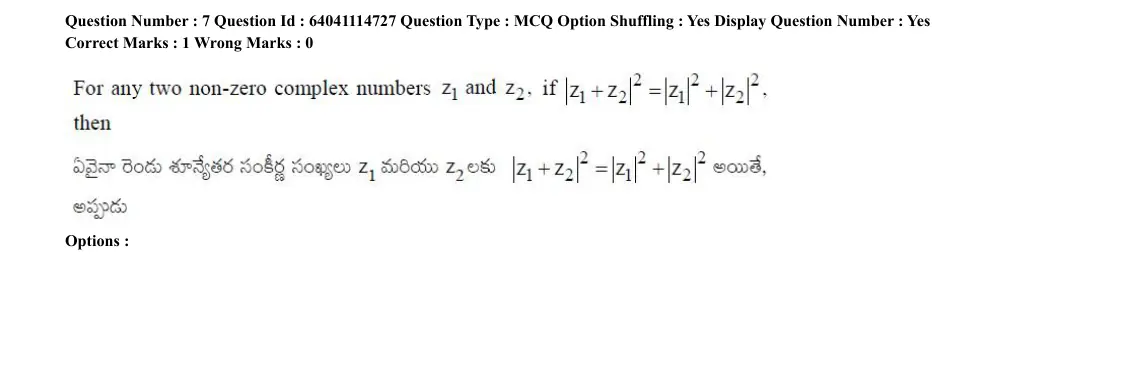 Question Number : 7 Question Id : 64041114727 Question Type : MCQ Option Shuffling : Yes Display Question Number : Yes
Correct Marks : 1 Wrong Marks : 0
For any two non-zero complex numbers z₁ and z₂, if |z₁ + z₂|² = |z₁|² + |z₂|²,
then
ఏవైనా రెండు శూన్యేతర సంకీర్ణ సంఖ్యలు z₁ మరియు z₂ లకు |z₁ + z₂|² = |z₁|² + |z₂|² అయితే,
అప్పుడు
Options :